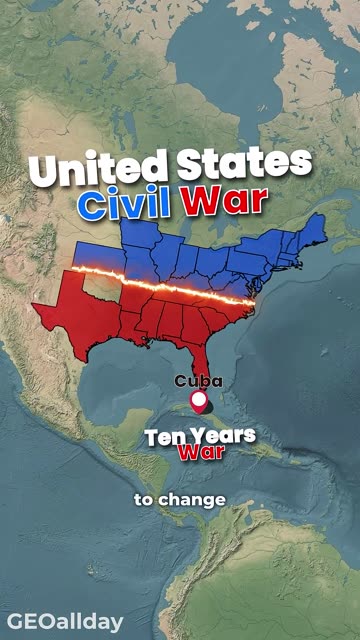 United States
Civil War
Cuba
Ten Years
War
to change
GEOallday